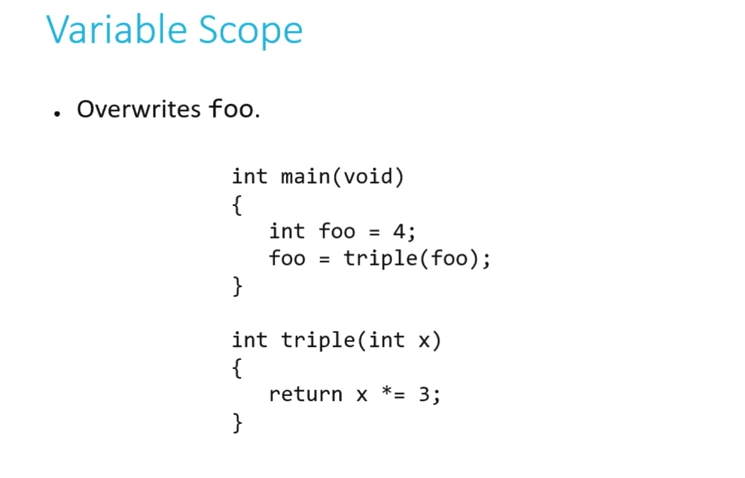 Variable Scope
• Overwrites foo.
int main(void)
{
   int foo = 4;
   foo = triple(foo);
}
int triple(int x)
{
   return x *= 3;
}